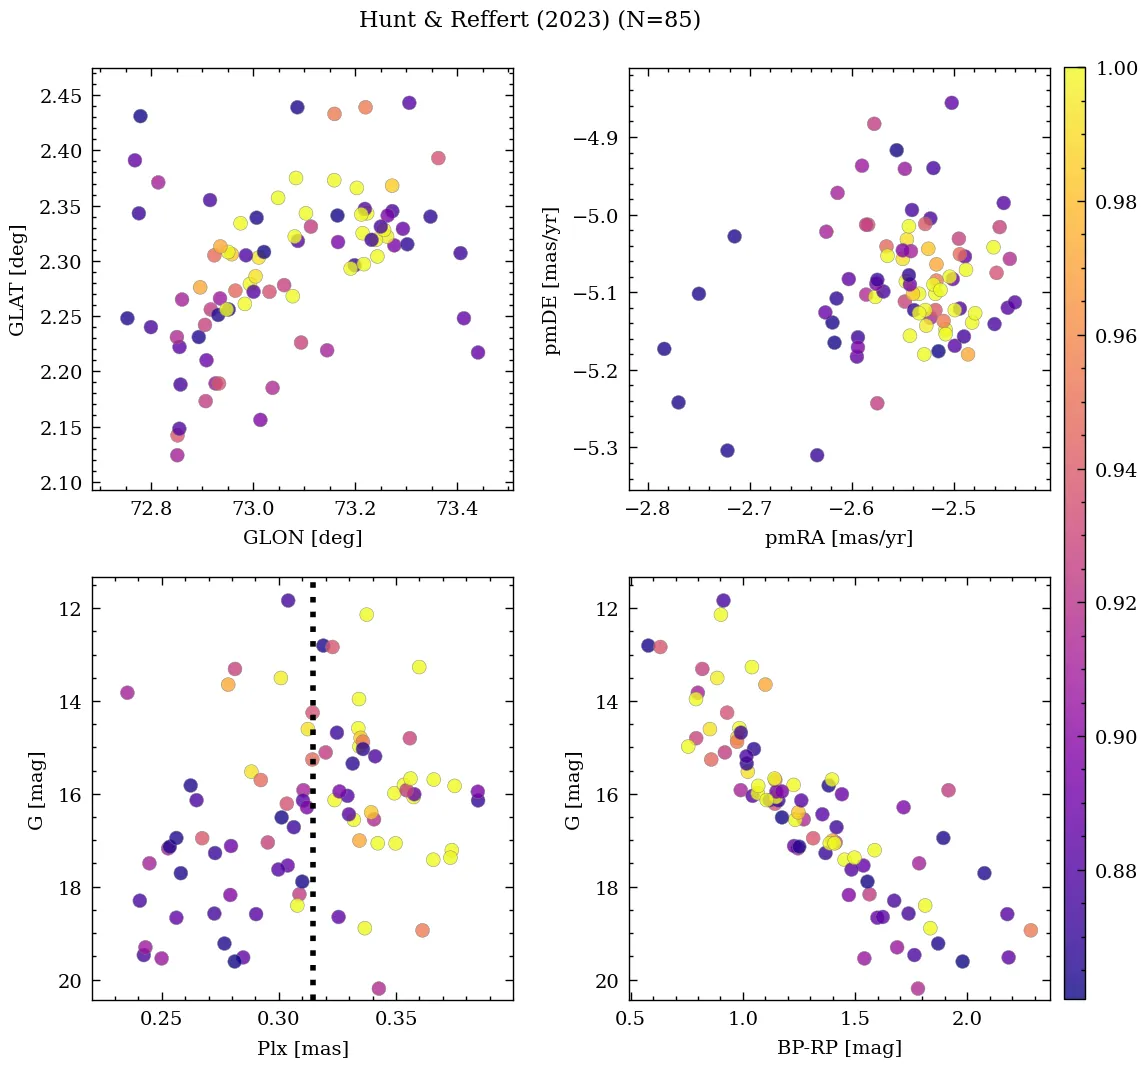 Hunt & Reffert (2023) (N=85)
2.45
2.40
2.35
2.30
2.25
2.20
2.15
2.10
GLAT [deg]
72.8 73.0 73.2 73.4
GLON [deg]
−4.9
−5.0
−5.1
−5.2
−5.3
pmDE [mas/yr]
−2.8 −2.7 −2.6 −2.5
pmRA [mas/yr]
12
14
16
18
20
G [mag]
0.25 0.30 0.35
Plx [mas]
12
14
16
18
20
G [mag]
0.5 1.0 1.5 2.0
BP-RP [mag]
1.00
0.98
0.96
0.94
0.92
0.90
0.88